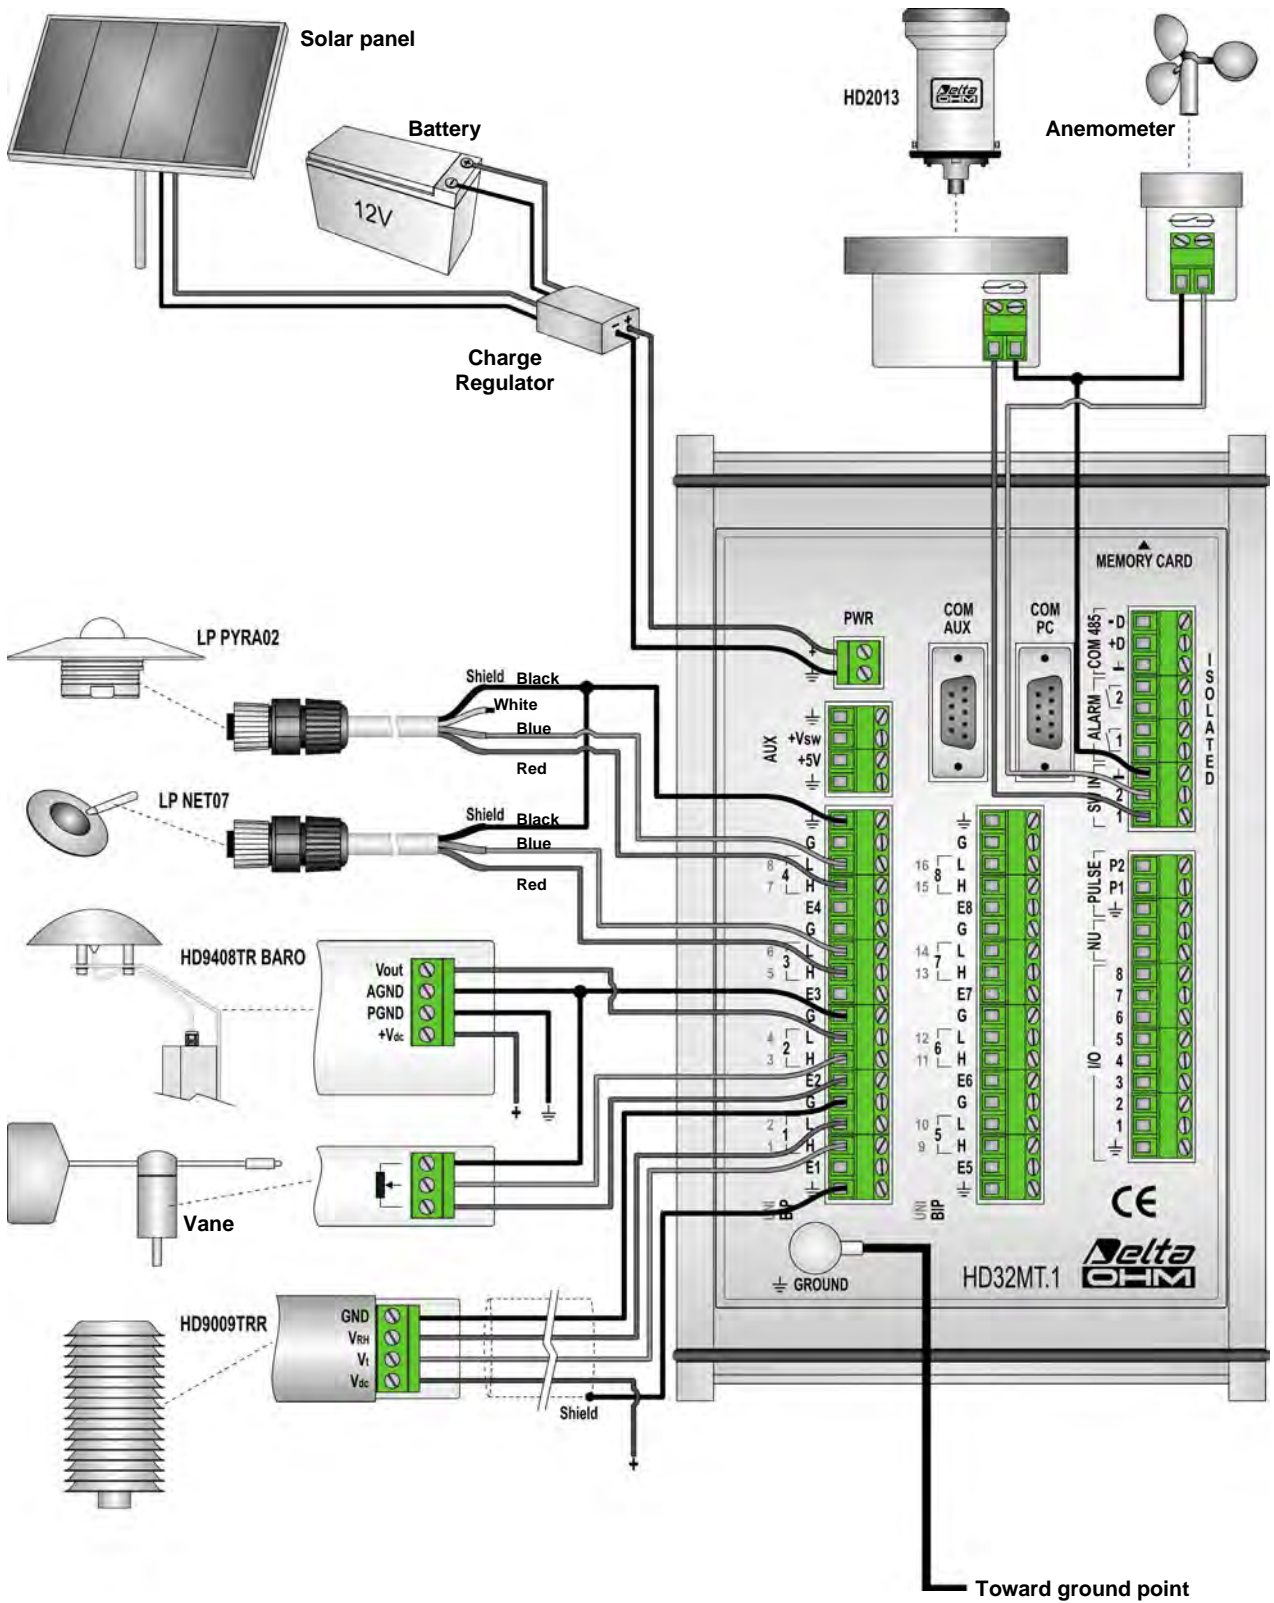 Solar panel
Battery
12V
HD2013
Delta
OHM
Anemometer
- +
Charge
Regulator
MEMORY CARD
PWR
+
COM
AUX
COM
PC
COM 485
-D
+D
ALARM
2
1
SW IN
2
1
ISOLATED
LP PYRA02
Shield Black
White
Blue
Red
LP NET07
Shield Black
Blue
Red
AUX
+Vsw
+5V
G
8 L
4
7 H
E4
G
6 L
3
5 H
E3
G
4 L
2
3 H
E2
G
2 L
1
1 H
E1
UNI
BIP
G
16 L
8
15 H
E8
G
14 L
7
13 H
E7
G
12 L
6
11 H
E6
G
10 L
5
9 H
E5
UNI
BIP
PULSE
P2
P1
NU
I/O
8
7
6
5
4
3
2
1
HD9408TR BARO
Vout
AGND
PGND
+Vdc
+
Vane
HD9009TRR
GND
VRH
Vt
Vdc
Shield
+
GROUND
CE
Delta
OHM
HD32MT.1
Toward ground point